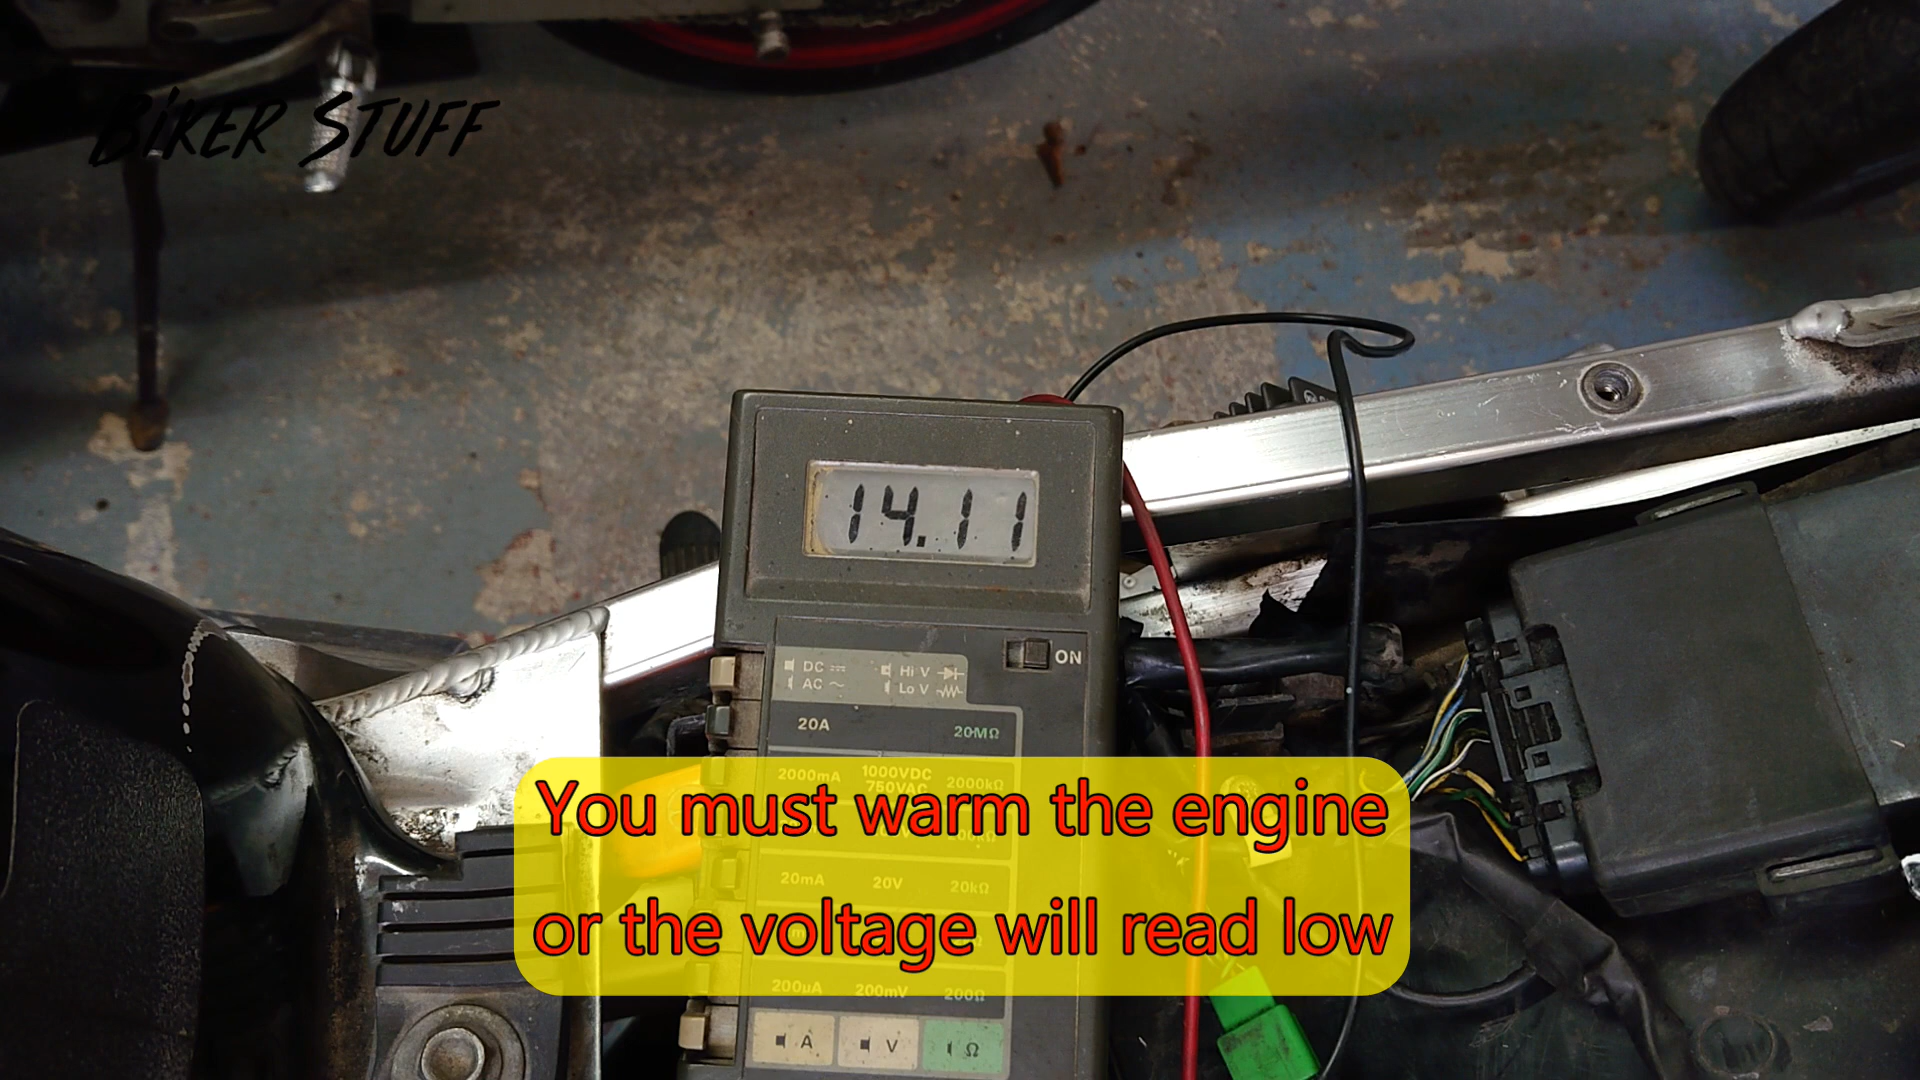 BIKER STUFF
14.11
ON
DC Hi V
AC Lo V
20A 20MΩ
2000mA 1000VDC 2000kΩ
750VAC
20mA 20V 20kΩ
200µA 200mV 200Ω
A V Ω
You must warm the engine
or the voltage will read low